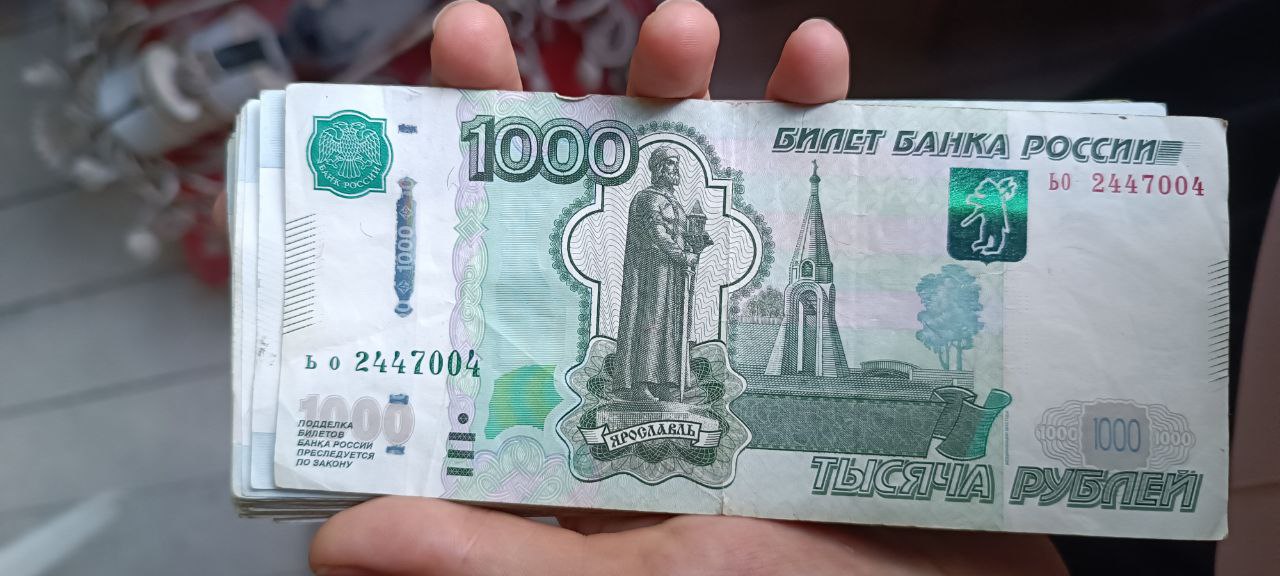 БАНК РОССИИ
1000
БИЛЕТ БАНКА РОССИИ
ЬО 2447004
1000
ь о 2447004
1000
ПОДДЕЛКА
БИЛЕТОВ
БАНКА РОССИИ
ПРЕСЛЕДУЕТСЯ
ПО ЗАКОНУ
ЯРОСЛАВЛЬ
1000 1000 1000
ТЫСЯЧА РУБЛЕЙ